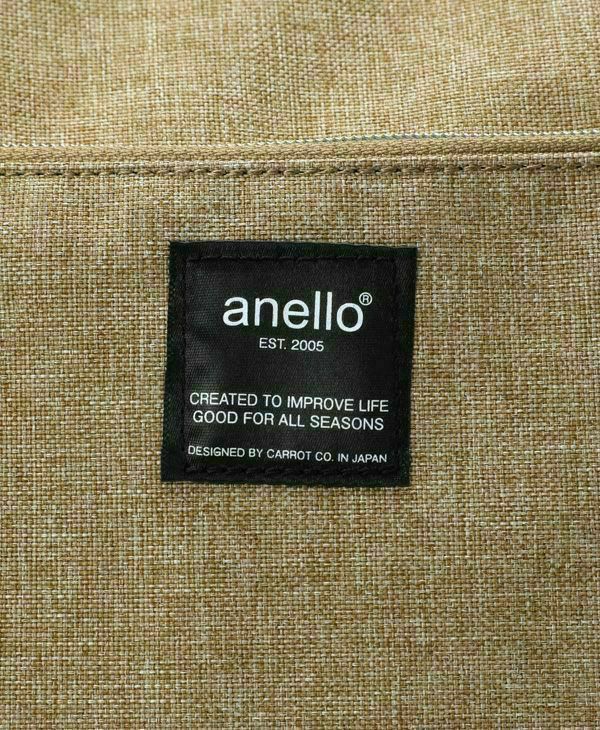 anello®
EST. 2005
CREATED TO IMPROVE LIFE
GOOD FOR ALL SEASONS
DESIGNED BY CARROT CO. IN JAPAN